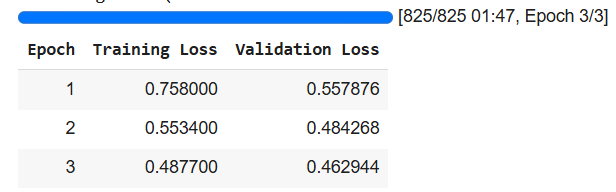 [825/825 01:47, Epoch 3/3]
Epoch Training Loss Validation Loss
1 0.758000 0.557876
2 0.553400 0.484268
3 0.487700 0.462944